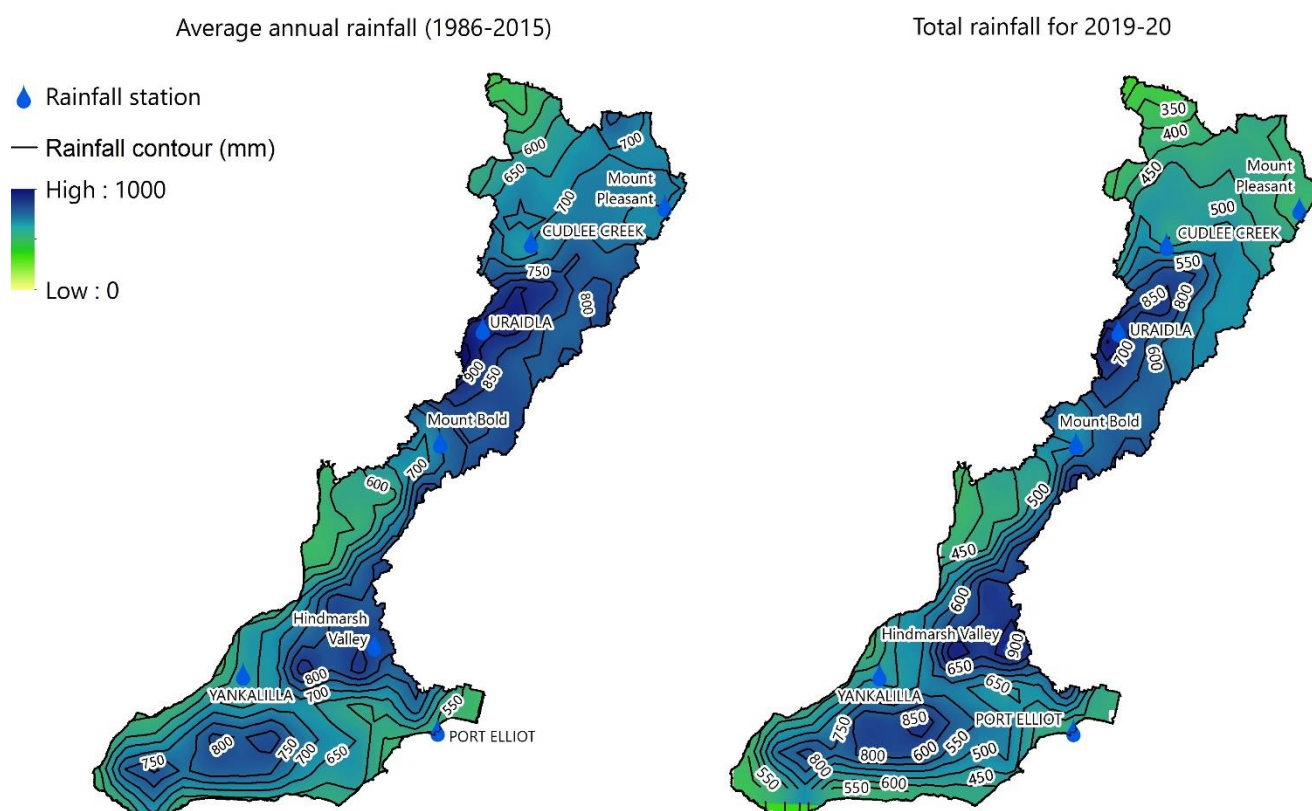 Average annual rainfall (1986-2015)
Total rainfall for 2019-20
Rainfall station
Rainfall contour (mm)
High : 1000
Low : 0
600
700
650
Mount
Pleasant
700
CUDLEE CREEK
750
800
URAIDLA
900
850
Mount Bold
700
600
Hindmarsh
Valley
800
YANKALILLA
700
550
PORT ELLIOT
800
750
700
650
750
350
400
450
Mount
Pleasant
500
CUDLEE CREEK
550
850
800
URAIDLA
700
600
Mount Bold
500
450
600
Hindmarsh Valley
900
650
YANKALILLA
650
750
850
PORT ELLIOT
800
600
550
500
800
550
550
600
450